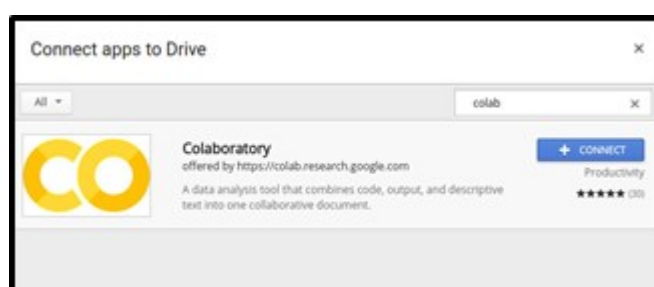 Connect apps to Drive ×
All colab ×
Colaboratory + CONNECT
offered by https://colab.research.google.com Productivity
A data analysis tool that combines code, output, and descriptive ★★★★★ (30)
text into one collaborative document.